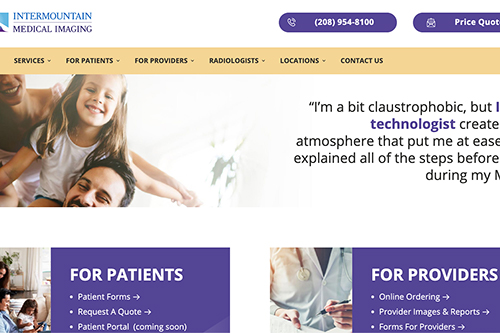 INTERMOUNTAIN
MEDICAL IMAGING
(208) 954-8100
Price Quot
SERVICES
FOR PATIENTS
FOR PROVIDERS
RADIOLOGISTS
LOCATIONS
CONTACT US
“I’m a bit claustrophobic, but
technologist create
atmosphere that put me at ease
explained all of the steps before
during my
FOR PATIENTS
• Patient Forms →
• Request A Quote →
• Patient Portal (coming soon)
FOR PROVIDERS
• Online Ordering →
• Provider Images & Reports →
• Forms For Providers →